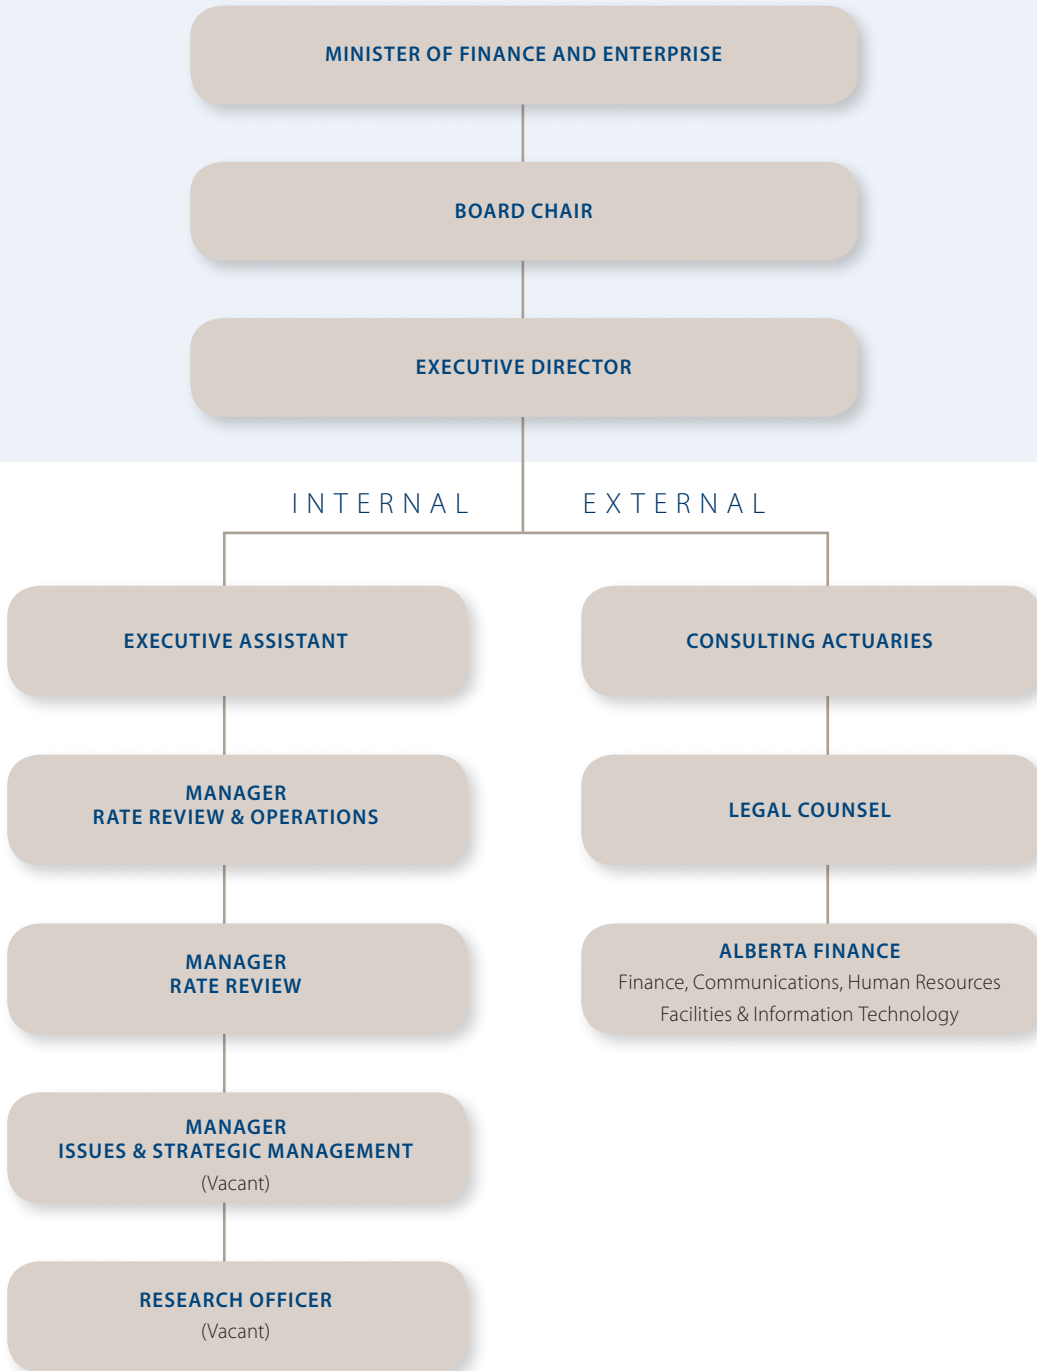 MINISTER OF FINANCE AND ENTERPRISE
BOARD CHAIR
EXECUTIVE DIRECTOR
INTERNAL
EXTERNAL
EXECUTIVE ASSISTANT
MANAGER
RATE REVIEW & OPERATIONS
MANAGER
RATE REVIEW
MANAGER
ISSUES & STRATEGIC MANAGEMENT
(Vacant)
RESEARCH OFFICER
(Vacant)
CONSULTING ACTUARIES
LEGAL COUNSEL
ALBERTA FINANCE
Finance, Communications, Human Resources
Facilities & Information Technology